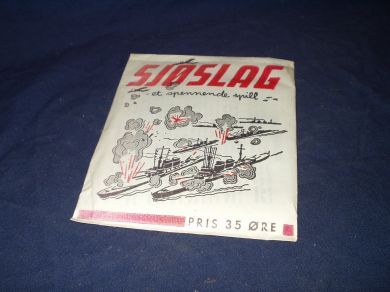 SJØSLAG
et spennende spill
PRIS 35 ØRE